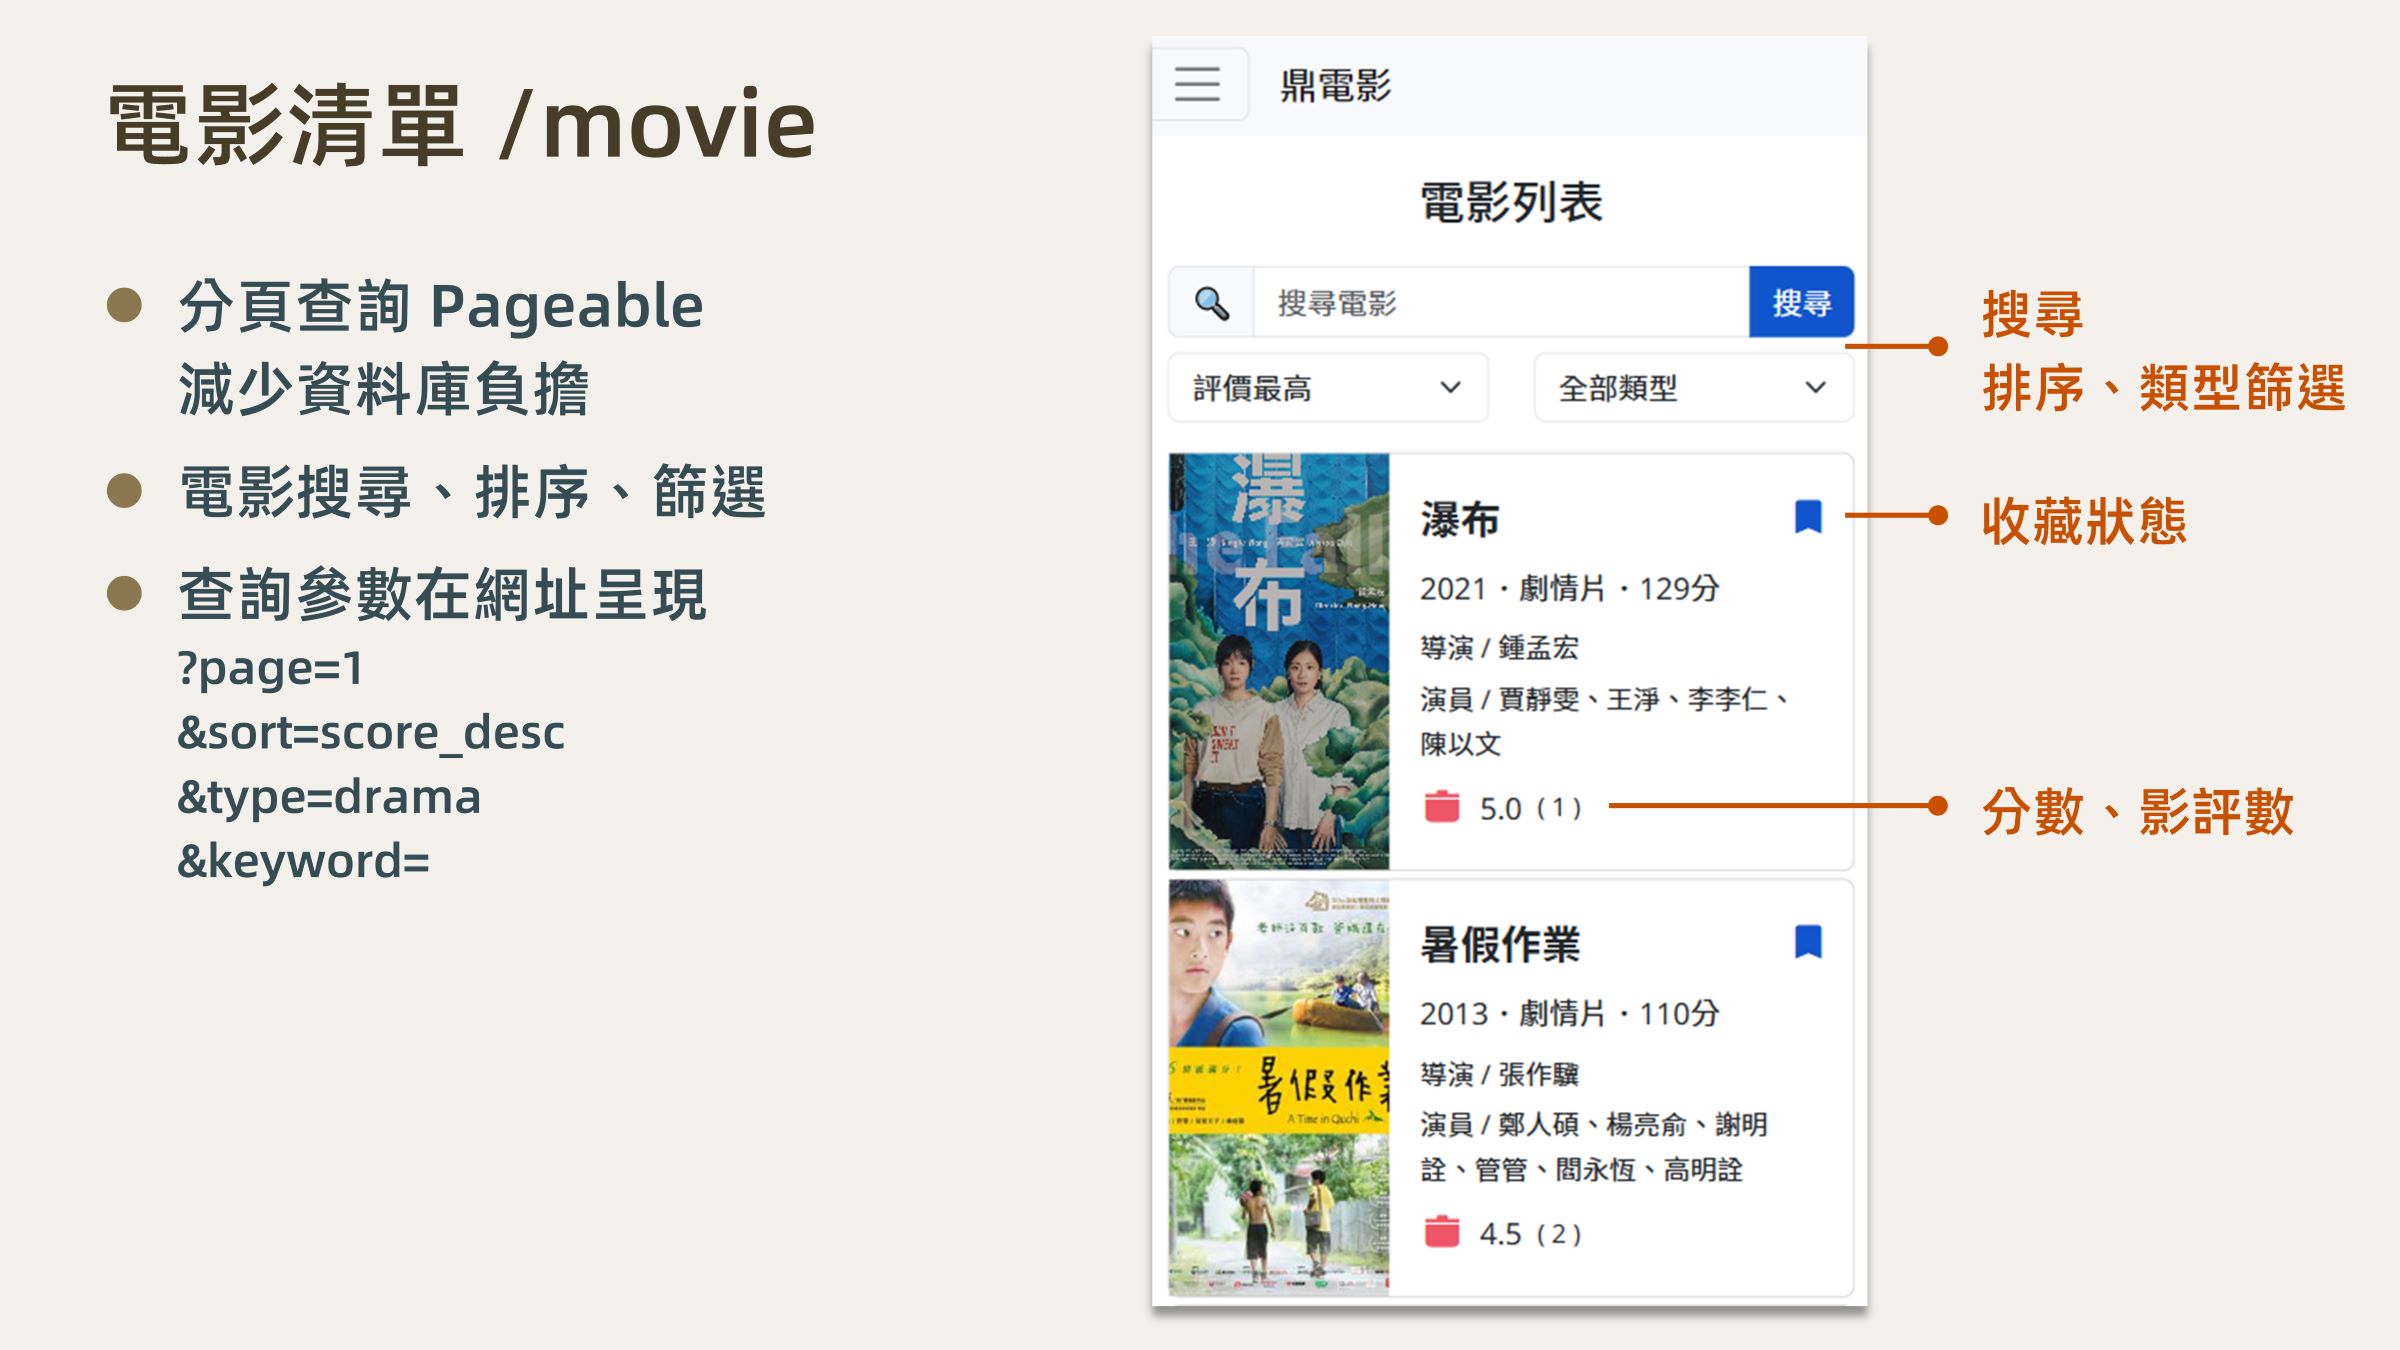 電影清單 /movie
分頁查詢 Pageable
減少資料庫負擔
電影搜尋、排序、篩選
查詢參數在網址呈現
?page=1
&sort=score_desc
&type=drama
&keyword=
鼎電影
電影列表
搜尋電影
搜尋
評價最高
全部類型
瀑布
瀑布
2021・劇情片・129分
導演 / 鍾孟宏
演員 / 賈靜雯、王淨、李李仁、
陳以文
5.0（1）
暑假作業
A Time in Quchi
暑假作業
2013・劇情片・110分
導演 / 張作驥
演員 / 鄭人碩、楊亮俞、謝明
詮、管管、閻永恆、高明詮
4.5（2）
搜尋
排序、類型篩選
收藏狀態
分數、影評數